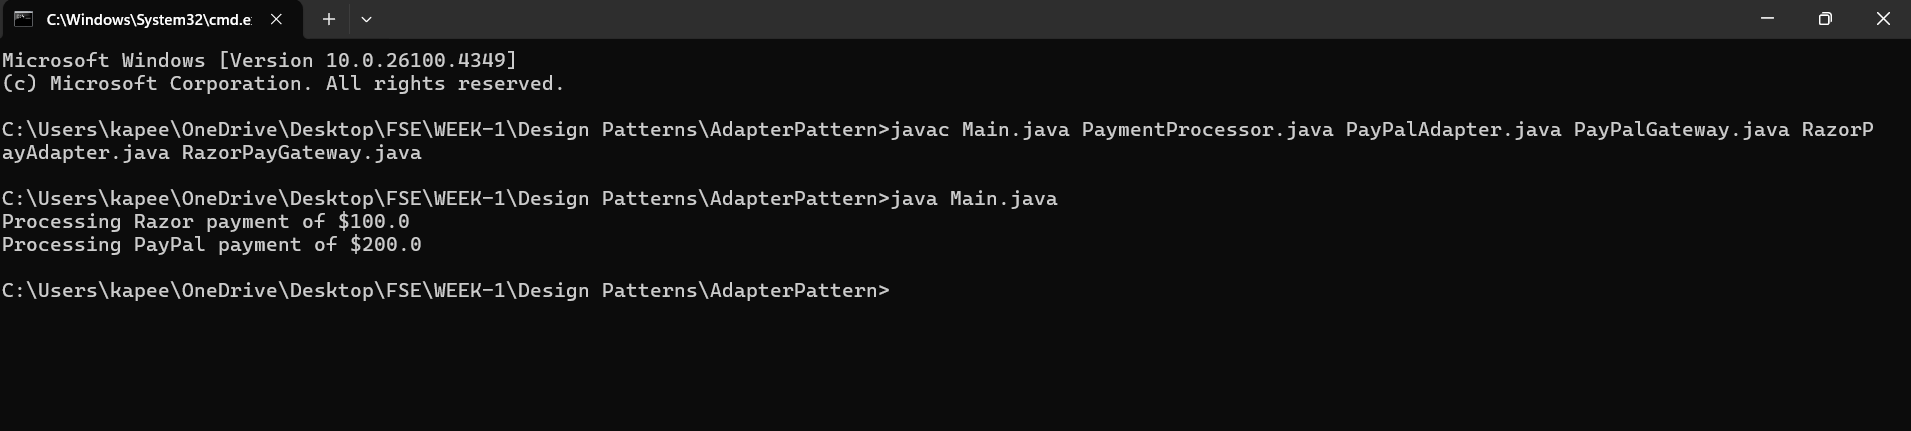 C:\Windows\System32\cmd.e
Microsoft Windows [Version 10.0.26100.4349]
(c) Microsoft Corporation. All rights reserved.
C:\Users\kapee\OneDrive\Desktop\FSE\WEEK-1\Design Patterns\AdapterPattern>javac Main.java PaymentProcessor.java PayPalAdapter.java PayPalGateway.java RazorP
ayAdapter.java RazorPayGateway.java
C:\Users\kapee\OneDrive\Desktop\FSE\WEEK-1\Design Patterns\AdapterPattern>java Main.java
Processing Razor payment of $100.0
Processing PayPal payment of $200.0
C:\Users\kapee\OneDrive\Desktop\FSE\WEEK-1\Design Patterns\AdapterPattern>